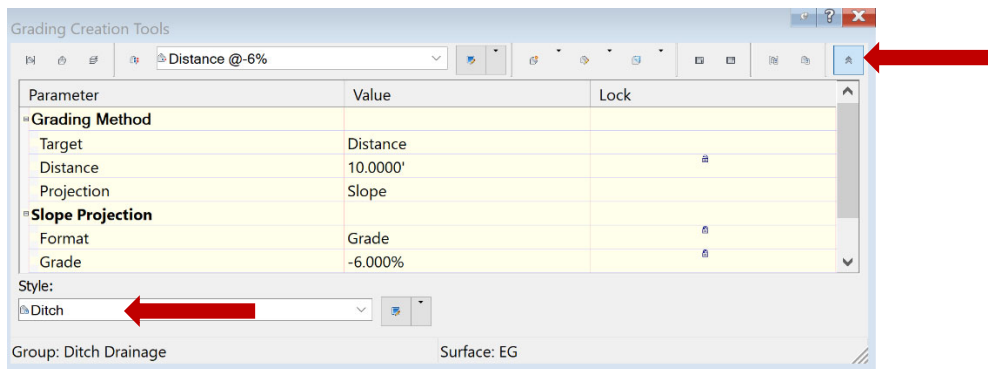 Grading Creation Tools
Distance @-6%
Parameter Value Lock
Grading Method
Target Distance
Distance 10.0000'
Projection Slope
Slope Projection
Format Grade
Grade -6.000%
Style:
Ditch
Group: Ditch Drainage Surface: EG